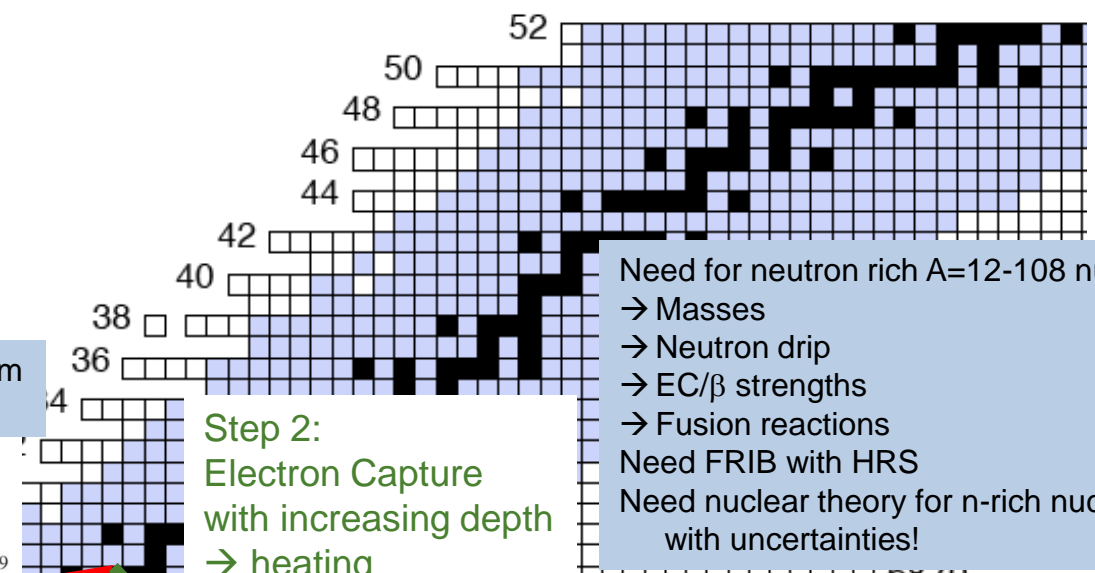 52
50
48
46
44
42
40
38
36
Step 2:
Electron Capture
with increasing depth
→ heating
Need for neutron rich A=12-108
→ Masses
→ Neutron drip
→ EC/β strengths
→ Fusion reactions
Need FRIB with HRS
Need nuclear theory for n-rich
with uncertainties!